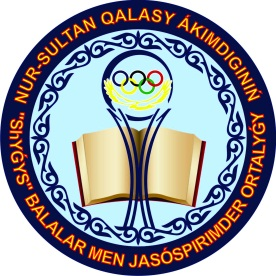 NUR-SULTAN QALASY ÁKIMDIGINIŃ
"SHYǴYS" BALALAR MEN JASÓSPIRIMDER ORTALYǴY